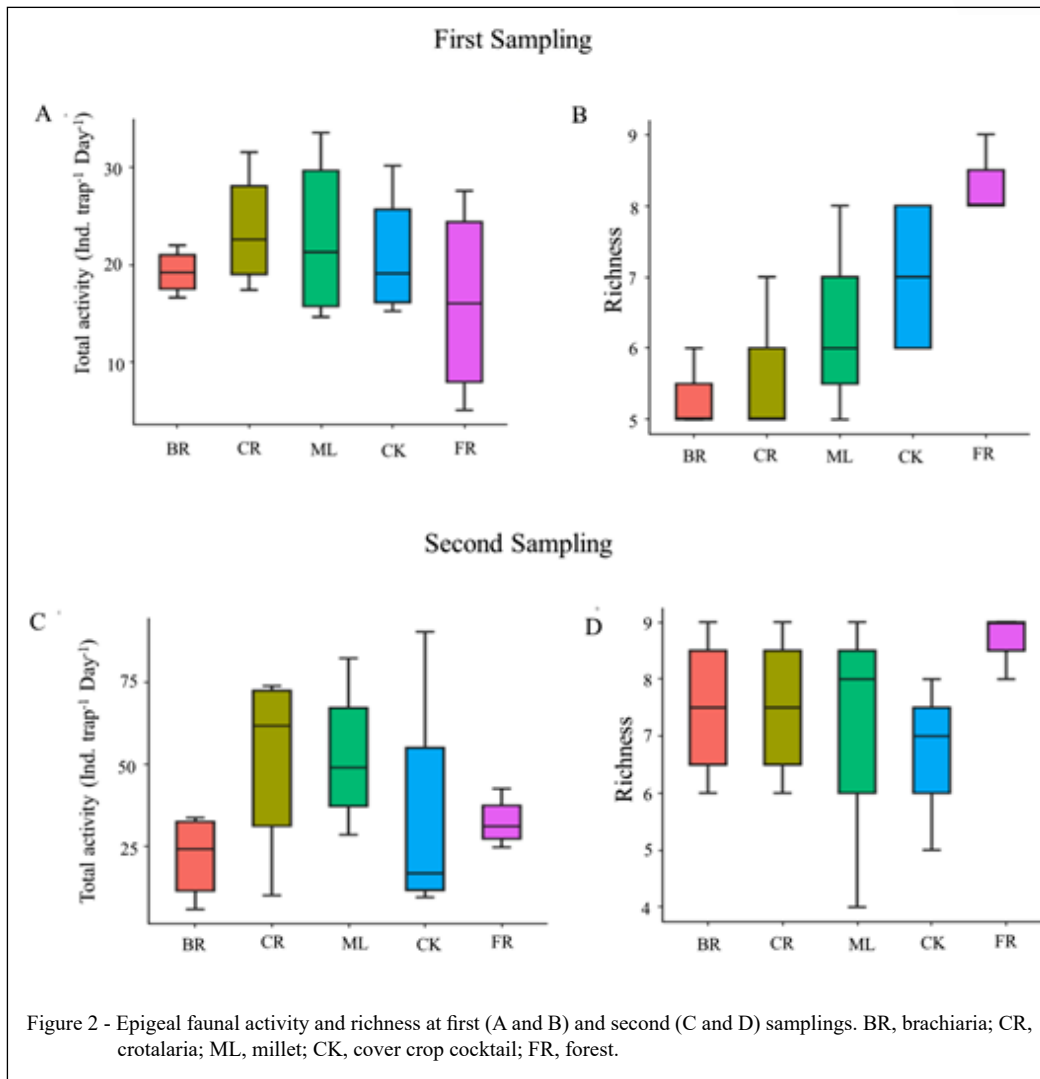 First Sampling
A
Total activity (Ind. trap⁻¹ Day⁻¹)
30
20
10
BR CR ML CK FR
B
Richness
9
8
7
6
5
BR CR ML CK FR
Second Sampling
C
Total activity (Ind. trap⁻¹ Day⁻¹)
75
50
25
BR CR ML CK FR
D
Richness
9
8
7
6
5
4
BR CR ML CK FR
Figure 2 - Epigeal faunal activity and richness at first (A and B) and second (C and D) samplings. BR, brachiaria; CR,
crotalaria; ML, millet; CK, cover crop cocktail; FR, forest.